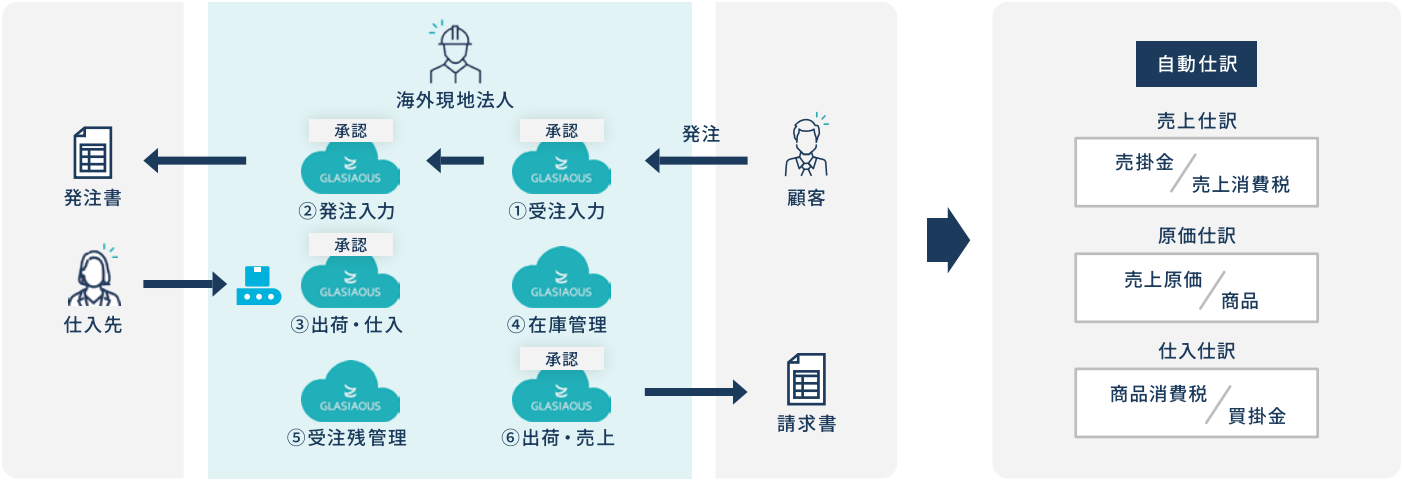 海外現地法人
発注書
承認
GLASIAOUS
②発注入力
承認
GLASIAOUS
①受注入力
発注
顧客
仕入先
承認
GLASIAOUS
③出荷・仕入
GLASIAOUS
④在庫管理
GLASIAOUS
⑤受注残管理
承認
GLASIAOUS
⑥出荷・売上
請求書
自動仕訳
売上仕訳
売掛金
売上消費税
原価仕訳
売上原価
商品
仕入仕訳
商品消費税
買掛金